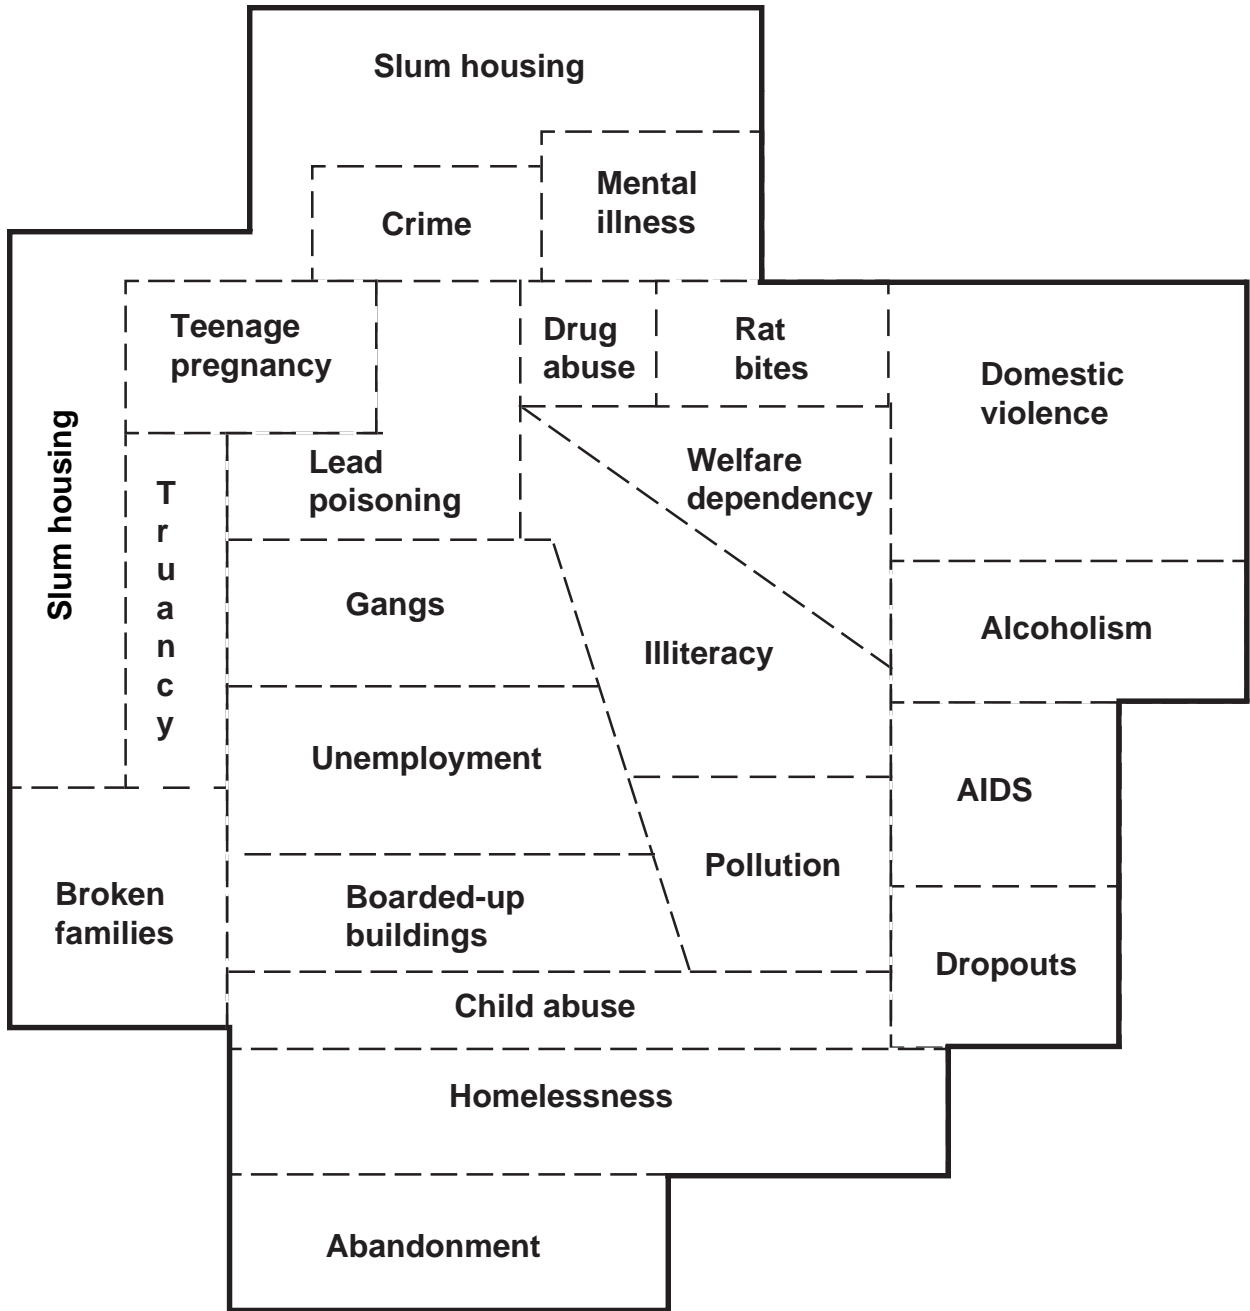 Slum housing
Mental
illness
Crime
Teenage
pregnancy
Drug
abuse
Rat
bites
Domestic
violence
Slum housing
Truancy
Lead
poisoning
Welfare
dependency
Gangs
Illiteracy
Alcoholism
Unemployment
AIDS
Pollution
Broken
families
Boarded-up
buildings
Dropouts
Child abuse
Homelessness
Abandonment